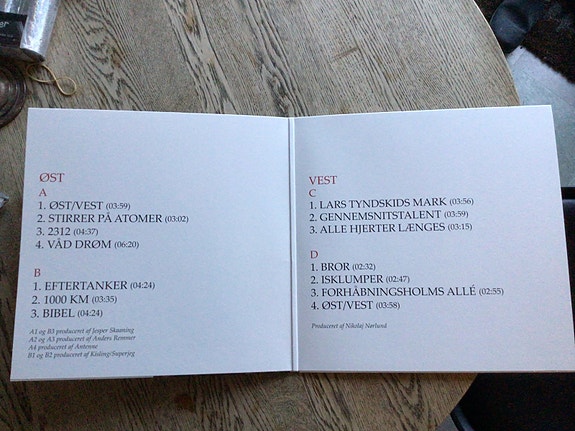 ØST
A
1. ØST/VEST (03:59)
2. STIRRER PÅ ATOMER (03:02)
3. 2312 (04:37)
4. VÅD DRØM (06:20)
B
1. EFTERTANKER (04:24)
2. 1000 KM (03:35)
3. BIBEL (04:24)
A1 og B3 produceret af Jesper Skaaning
A2 og A3 produceret af Anders Remmer
A4 produceret af Antenne
B1 og B2 produceret af Kisling/Superjeg
VEST
C
1. LARS TYNDSKIDS MARK (03:56)
2. GENNEMSNITSTALENT (03:59)
3. ALLE HJERTER LÆNGES (03:15)
D
1. BROR (02:32)
2. ISKLUMPER (02:47)
3. FORHÅBNINGSHOLMS ALLÉ (02:55)
4. ØST/VEST (03:58)
Produceret af Nikolaj Nørlund